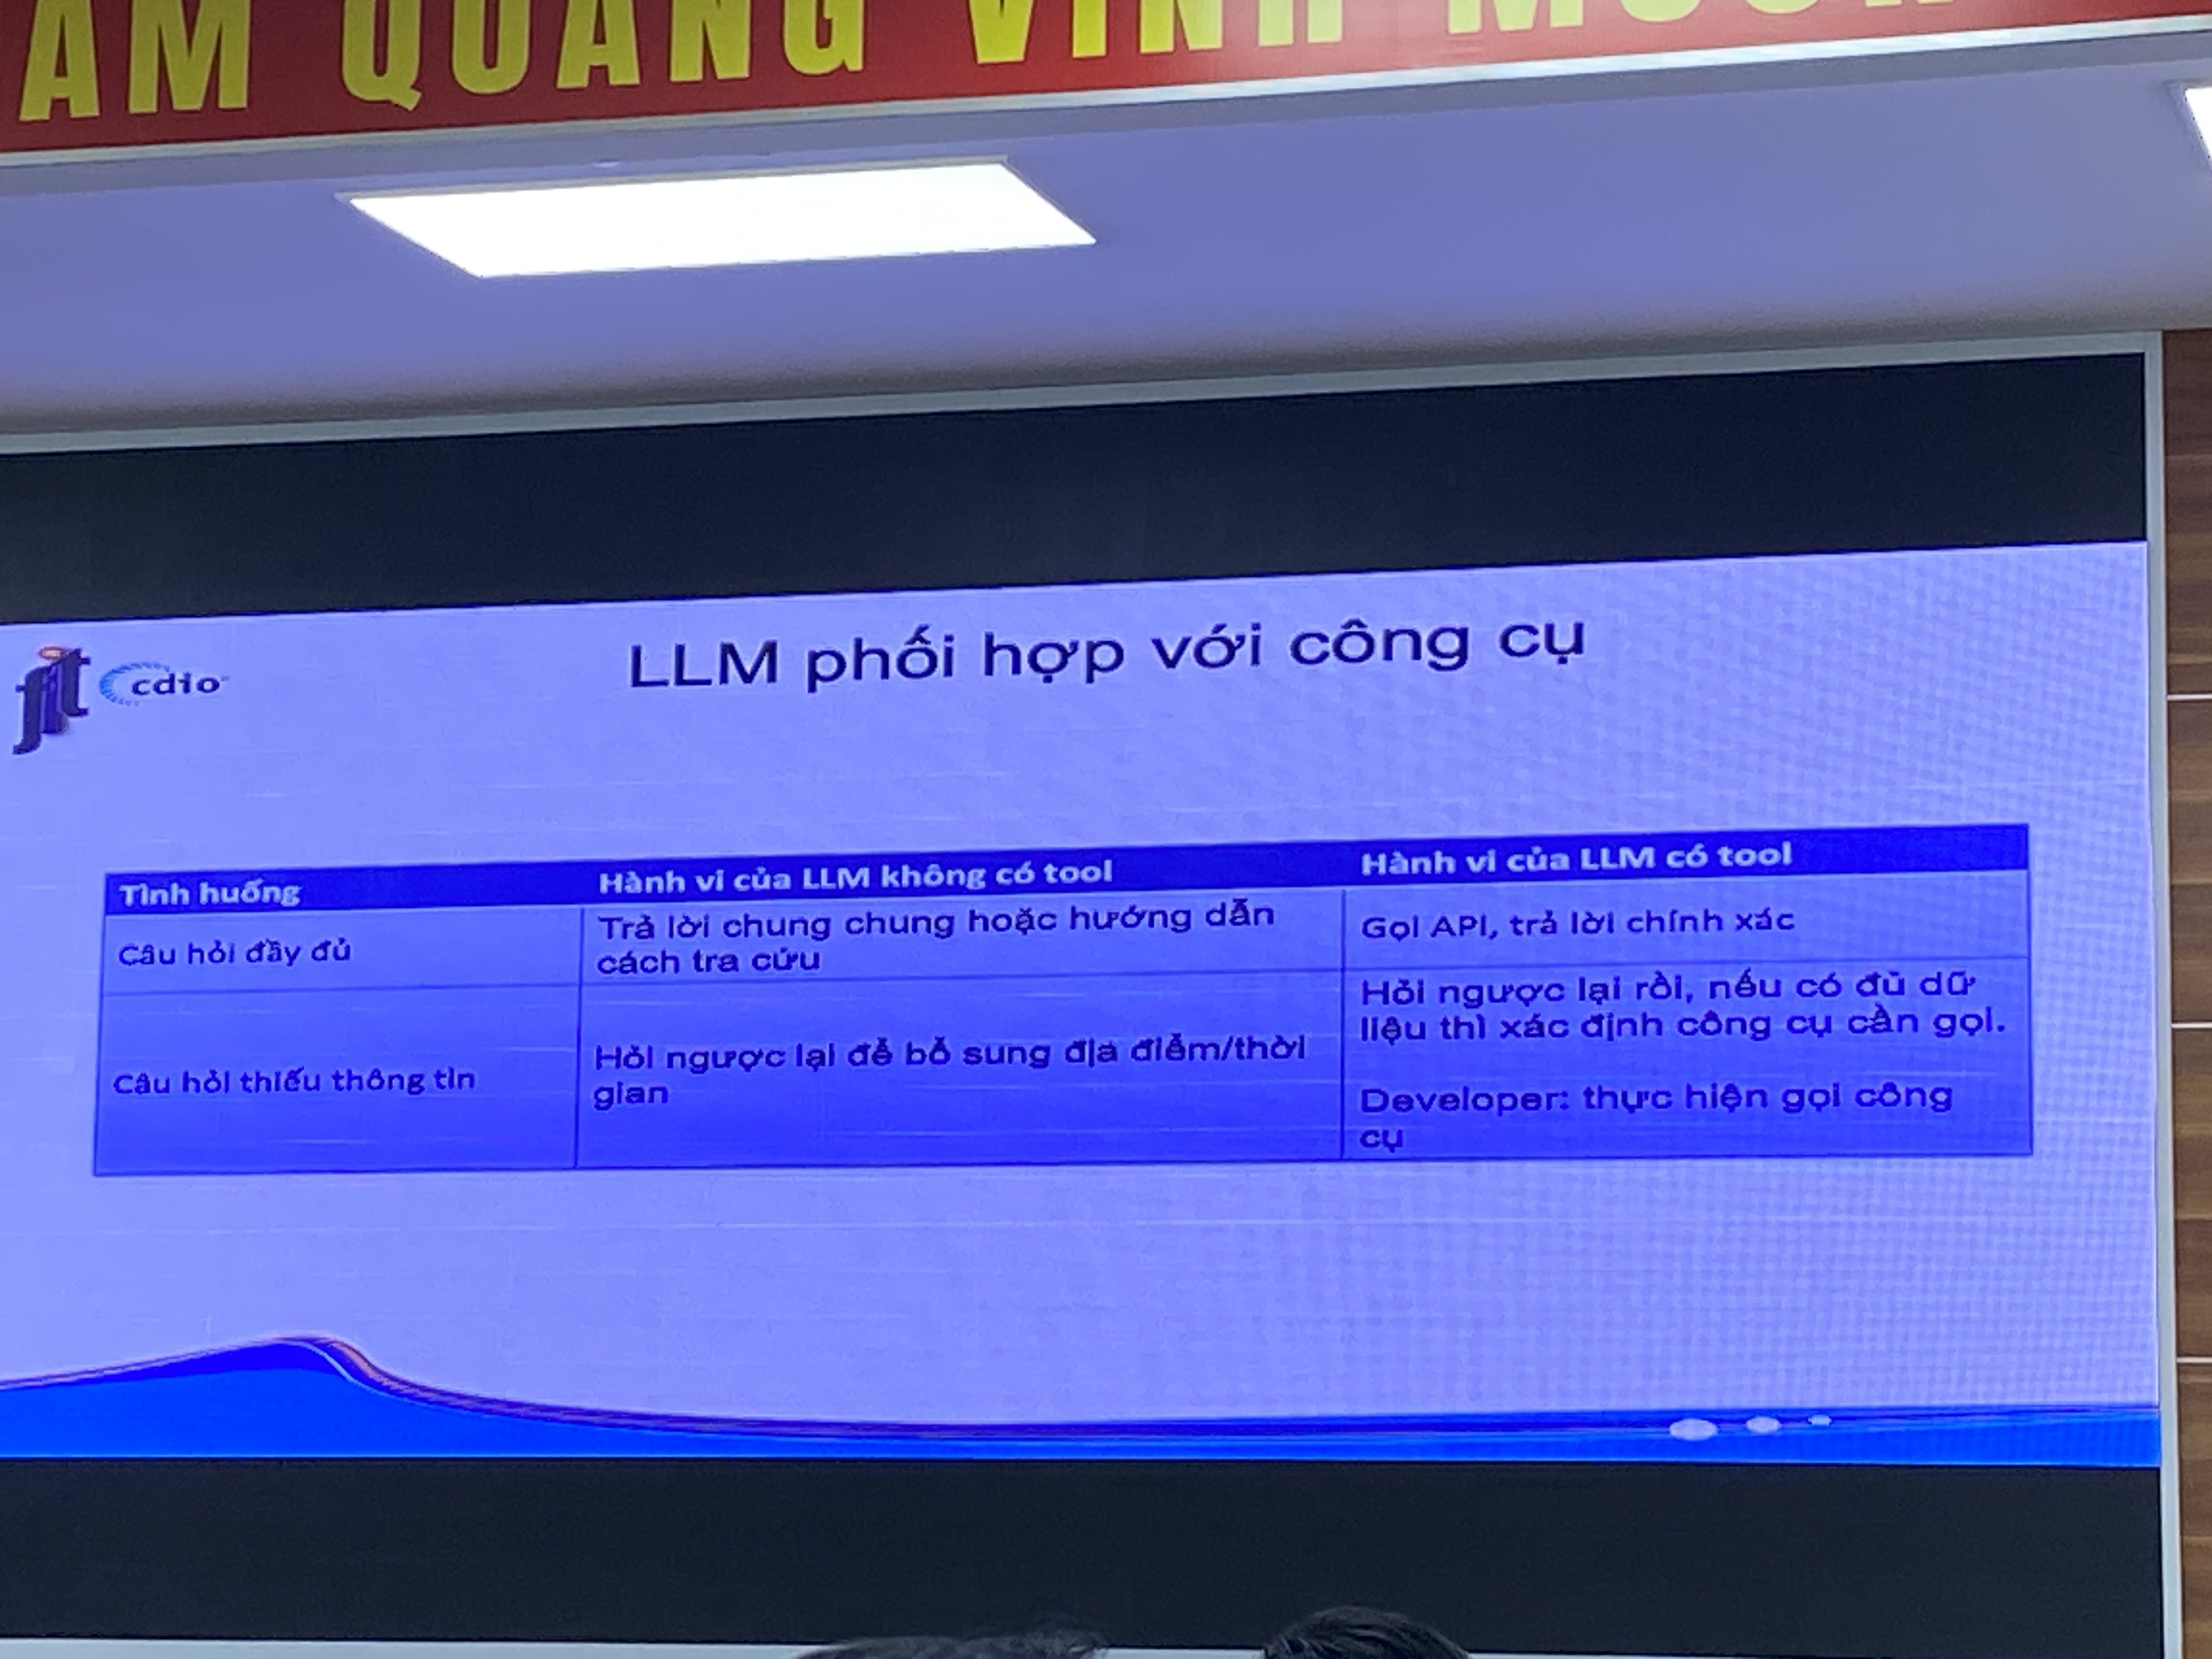 QUANG VINH
fit cdio
LLM phối hợp với công cụ
Tình huống
Hành vi của LLM không có tool
Hành vi của LLM có tool
Câu hỏi đầy đủ
Trả lời chung chung hoặc hướng dẫn
cách tra cứu
Gọi API, trả lời chính xác
Câu hỏi thiếu thông tin
Hỏi ngược lại để bổ sung địa điểm/thời
gian
Hỏi ngược lại rồi, nếu có đủ dữ
liệu thì xác định công cụ cần gọi.
Developer: thực hiện gọi công
cụ